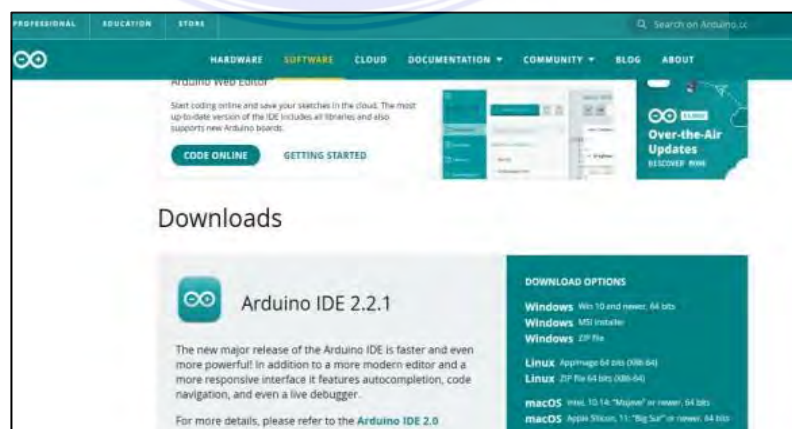 PROFESSIONAL EDUCATION STORE
Search on Arduino.cc
HARDWARE SOFTWARE CLOUD DOCUMENTATION COMMUNITY BLOG ABOUT
Arduino Web Editor
Start coding online and save your sketches in the cloud. The most
up-to-date version of the IDE includes all libraries and also
supports new Arduino boards.
CODE ONLINE GETTING STARTED
CLOUD
Over-the-Air
Updates
DISCOVER MORE
Downloads
Arduino IDE 2.2.1
The new major release of the Arduino IDE is faster and even
more powerful! In addition to a more modern editor and a
more responsive interface it features autocompletion, code
navigation, and even a live debugger.
For more details, please refer to the Arduino IDE 2.0
DOWNLOAD OPTIONS
Windows Win 10 and newer, 64 bits
Windows MSI installer
Windows ZIP file
Linux AppImage 64 bits (X86-64)
Linux ZIP file 64 bits (X86-64)
macOS Intel, 10.14: "Mojave" or newer, 64 bits
macOS Apple Silicon, 11: "Big Sur" or newer, 64 bits